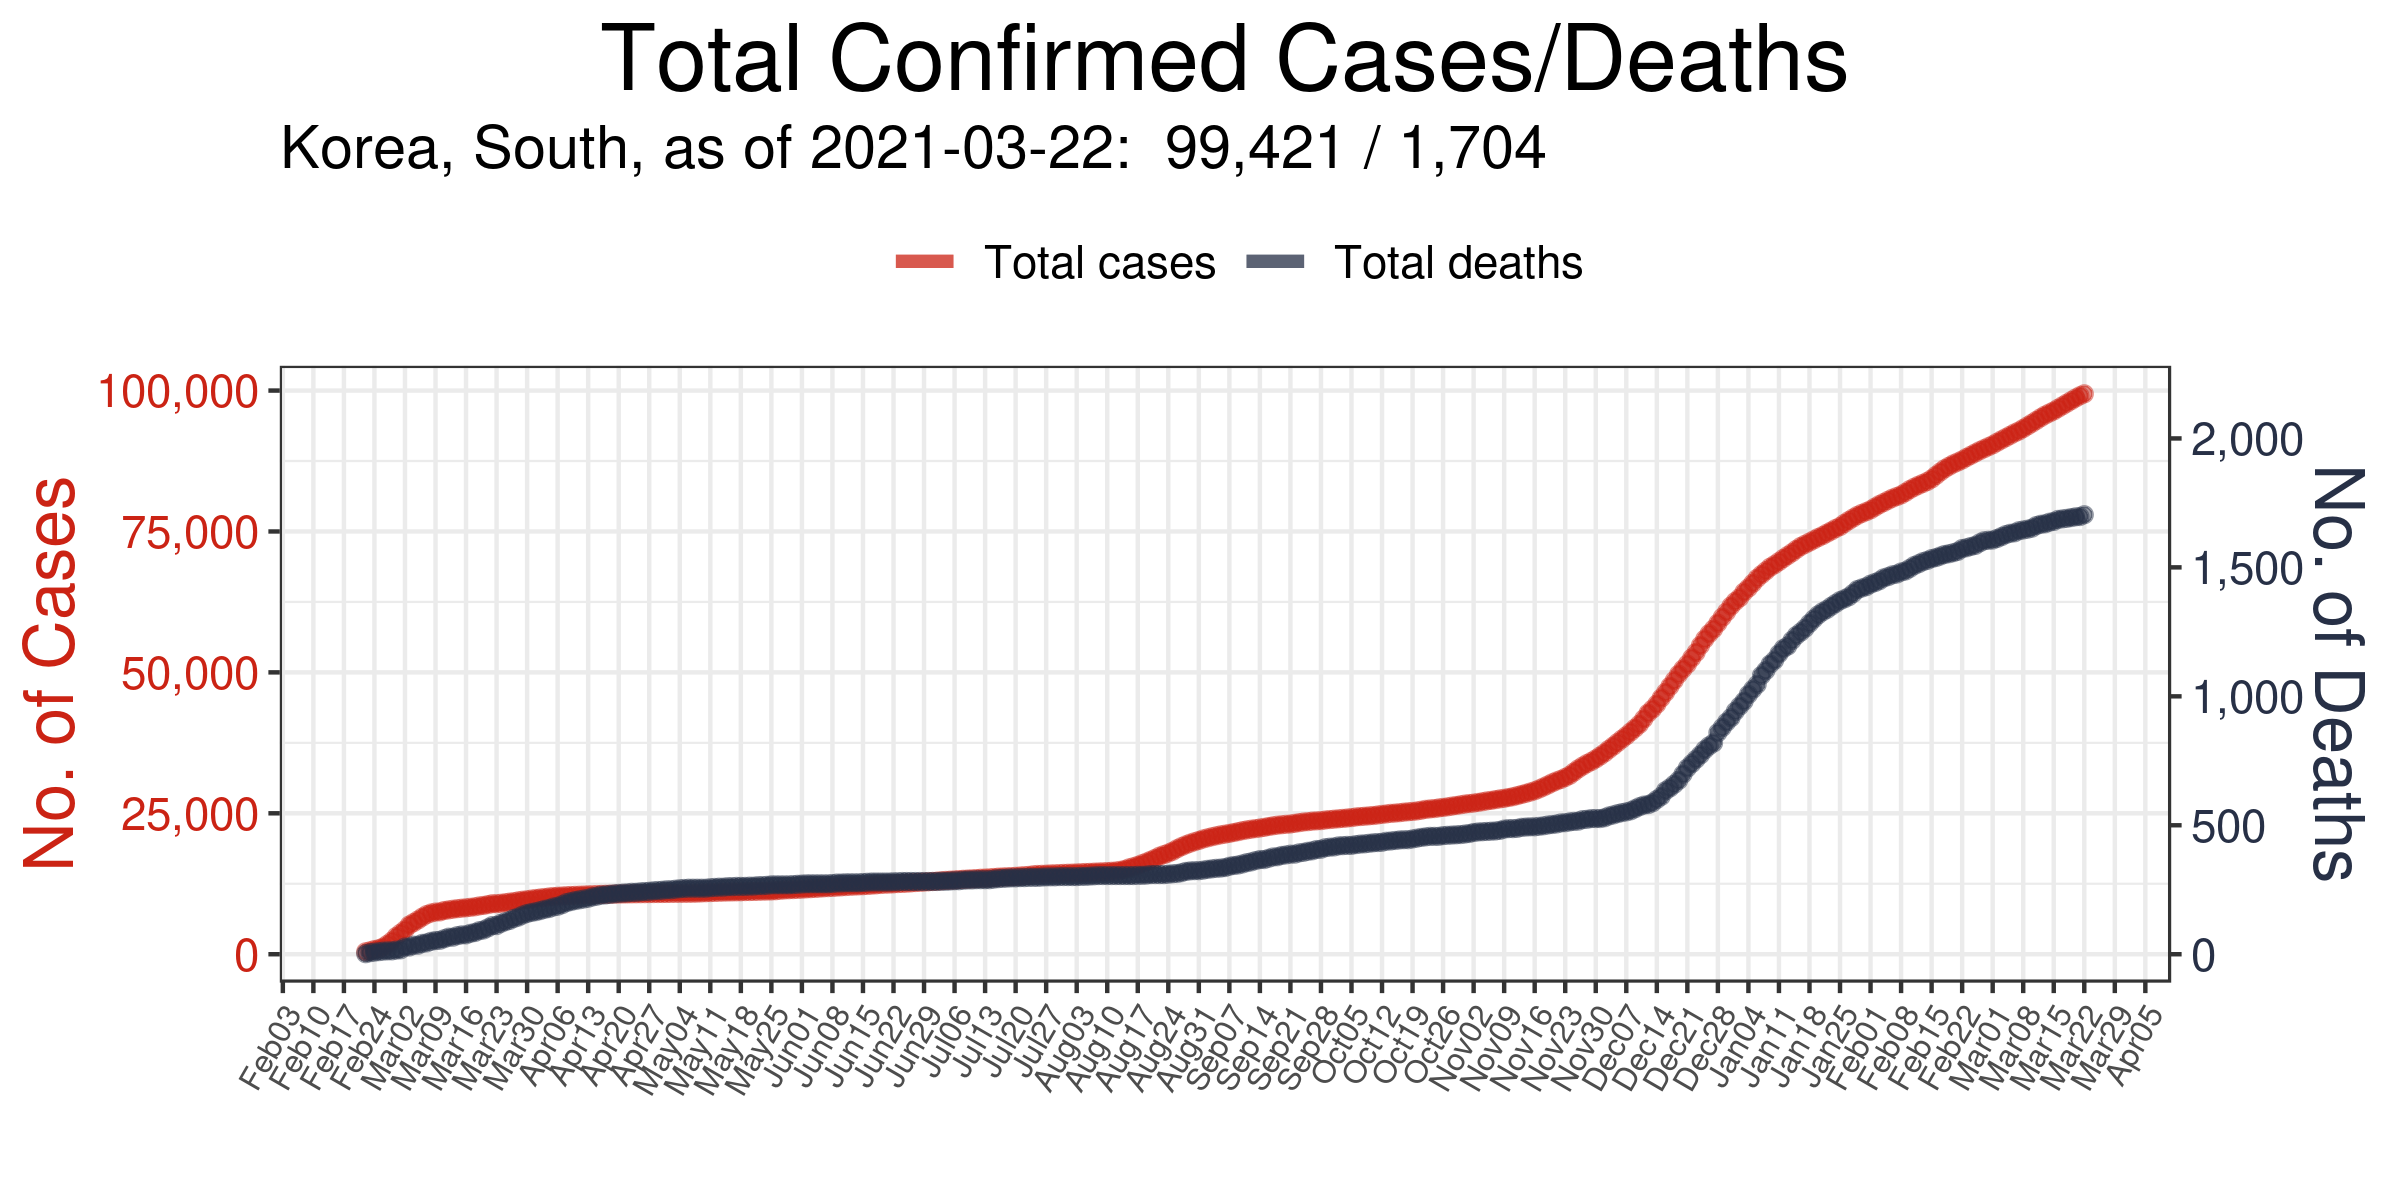 Total Confirmed Cases/Deaths
Korea, South, as of 2021-03-22:  99,421 / 1,704
Total cases
Total deaths
No. of Cases
100,000
75,000
50,000
25,000
0
2,000
1,500
1,000
500
0
No. of Deaths
Feb03
Feb10
Feb17
Feb24
Mar02
Mar09
Mar16
Mar23
Mar30
Apr06
Apr13
Apr20
Apr27
May04
May11
May18
May25
Jun01
Jun08
Jun15
Jun22
Jun29
Jul06
Jul13
Jul20
Jul27
Aug03
Aug10
Aug17
Aug24
Aug31
Sep07
Sep14
Sep21
Sep28
Oct05
Oct12
Oct19
Oct26
Nov02
Nov09
Nov16
Nov23
Nov30
Dec07
Dec14
Dec21
Dec28
Jan04
Jan11
Jan18
Jan25
Feb01
Feb08
Feb15
Feb22
Mar01
Mar08
Mar15
Mar22
Mar29
Apr05